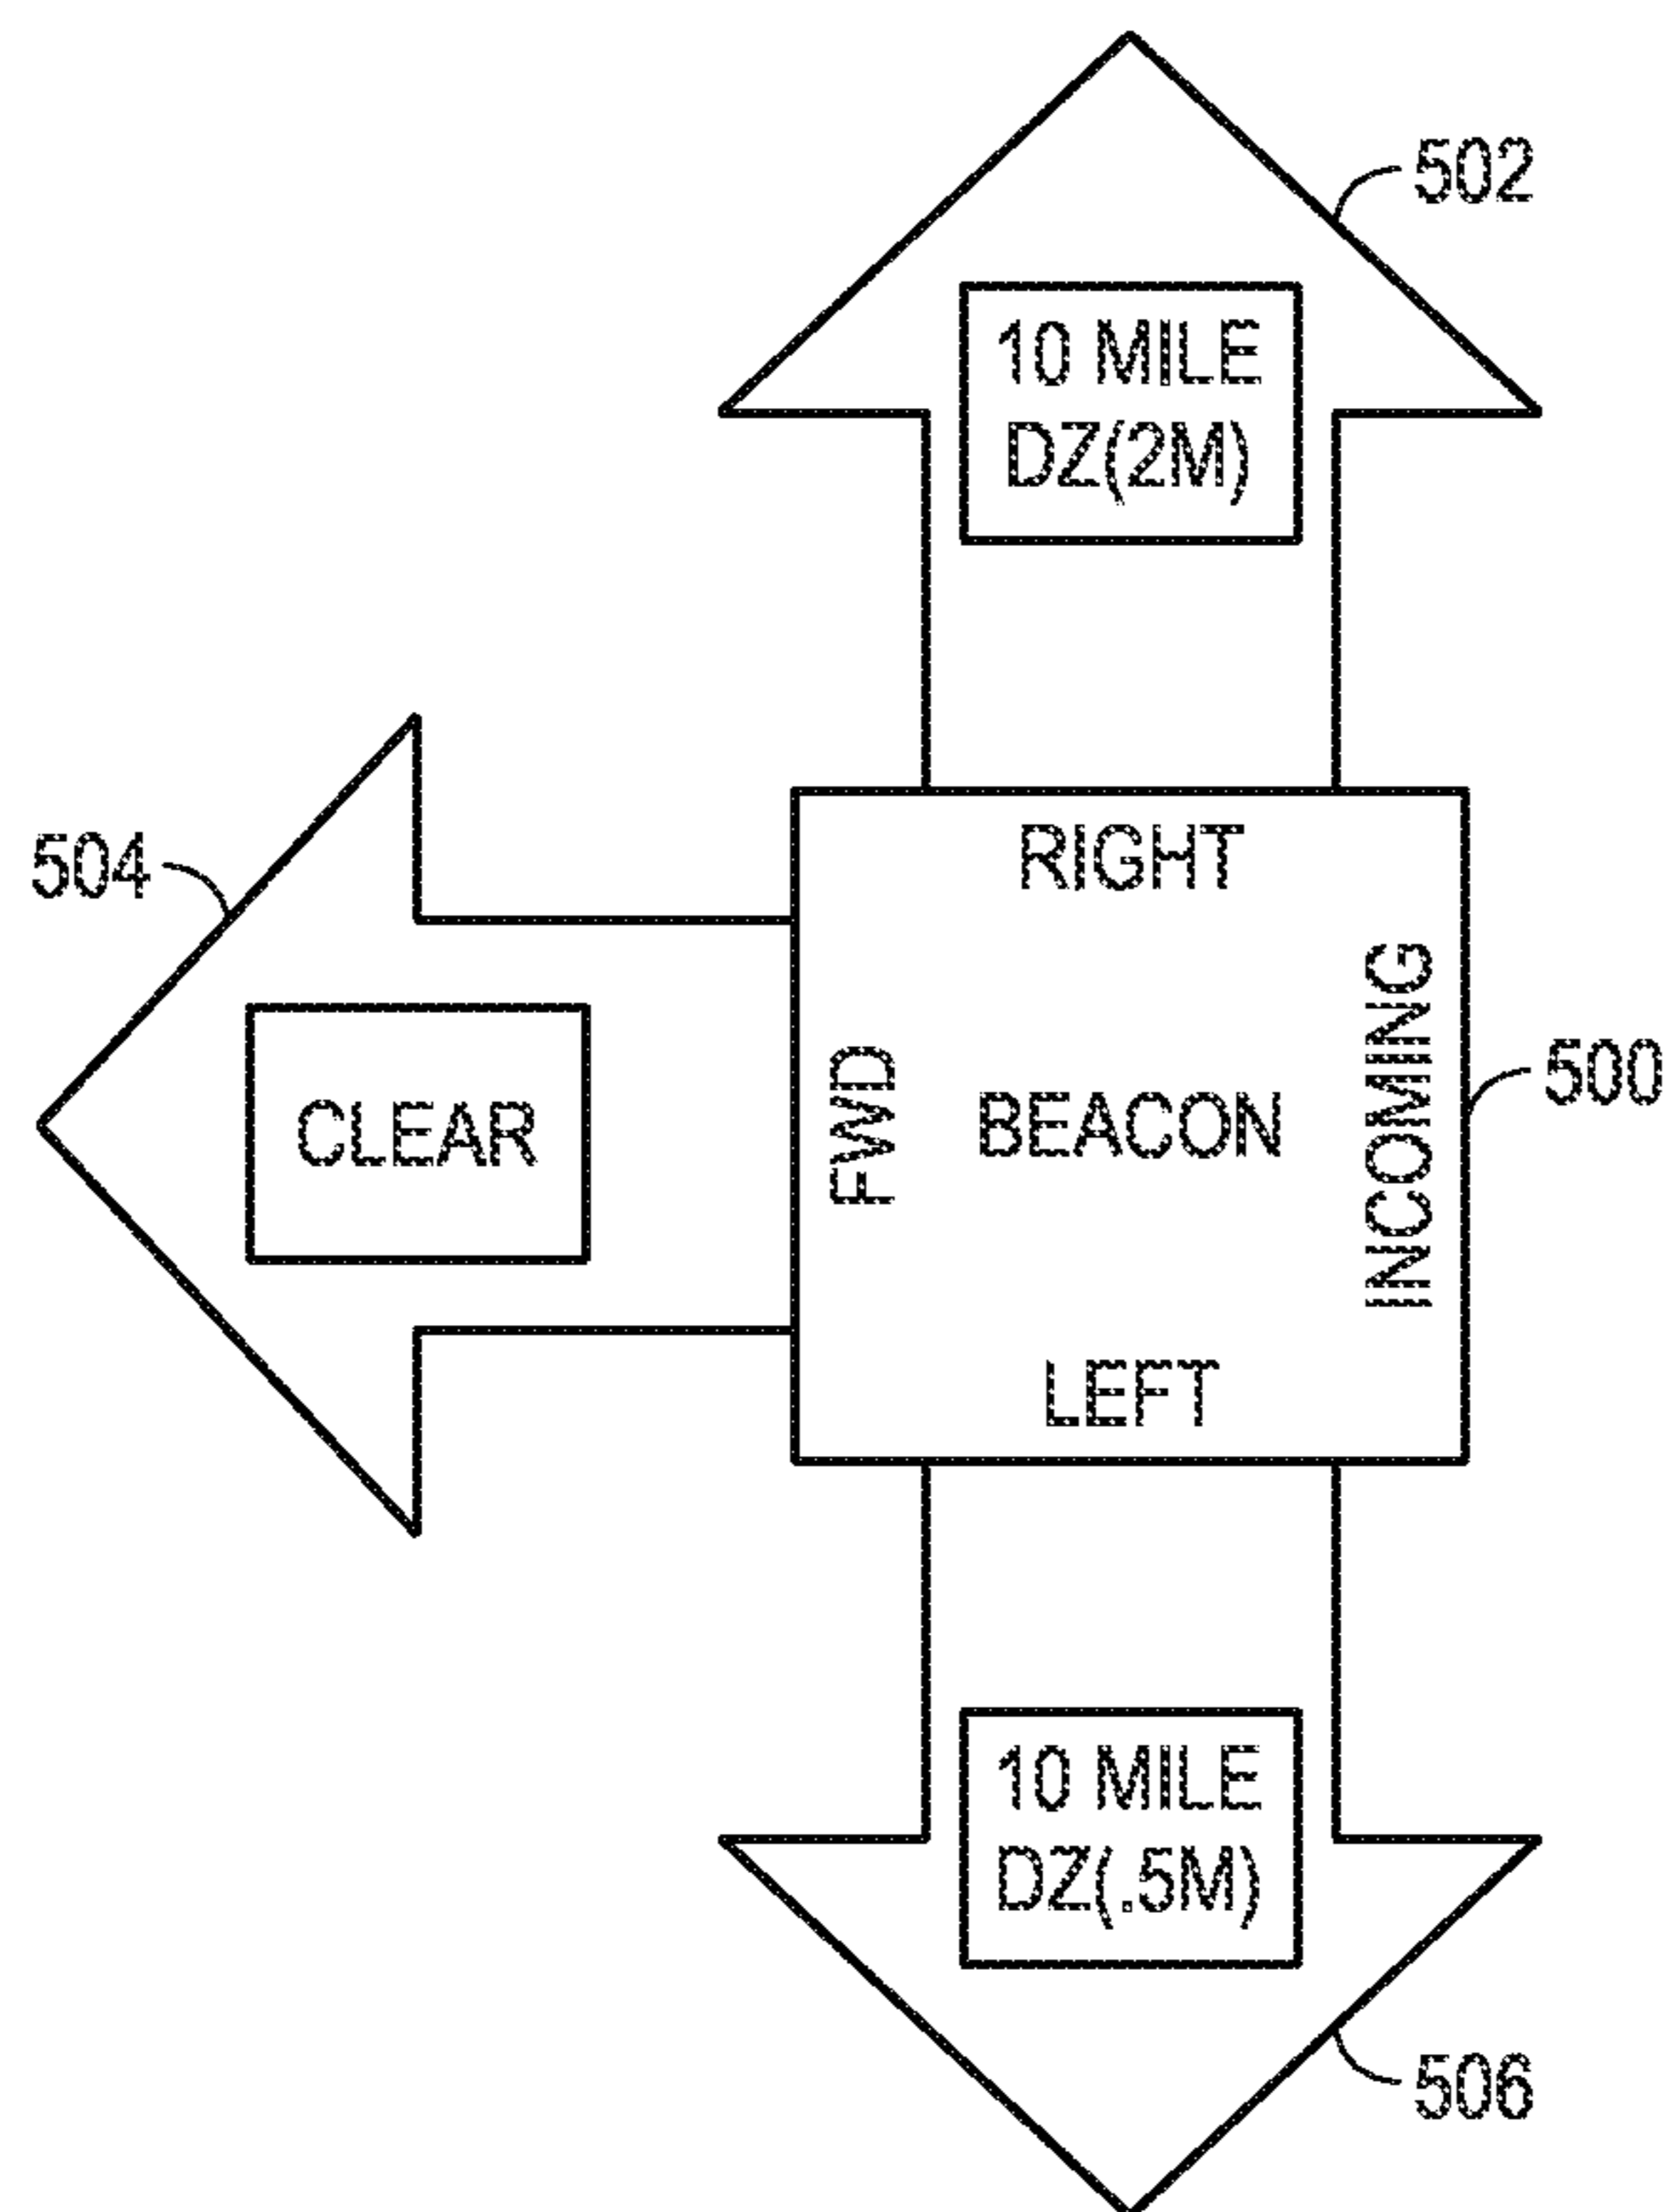 502
10 MILE
DZ(2M)
504
RIGHT
CLEAR
FWD
BEACON
INCOMING
500
LEFT
10 MILE
DZ(.5M)
506